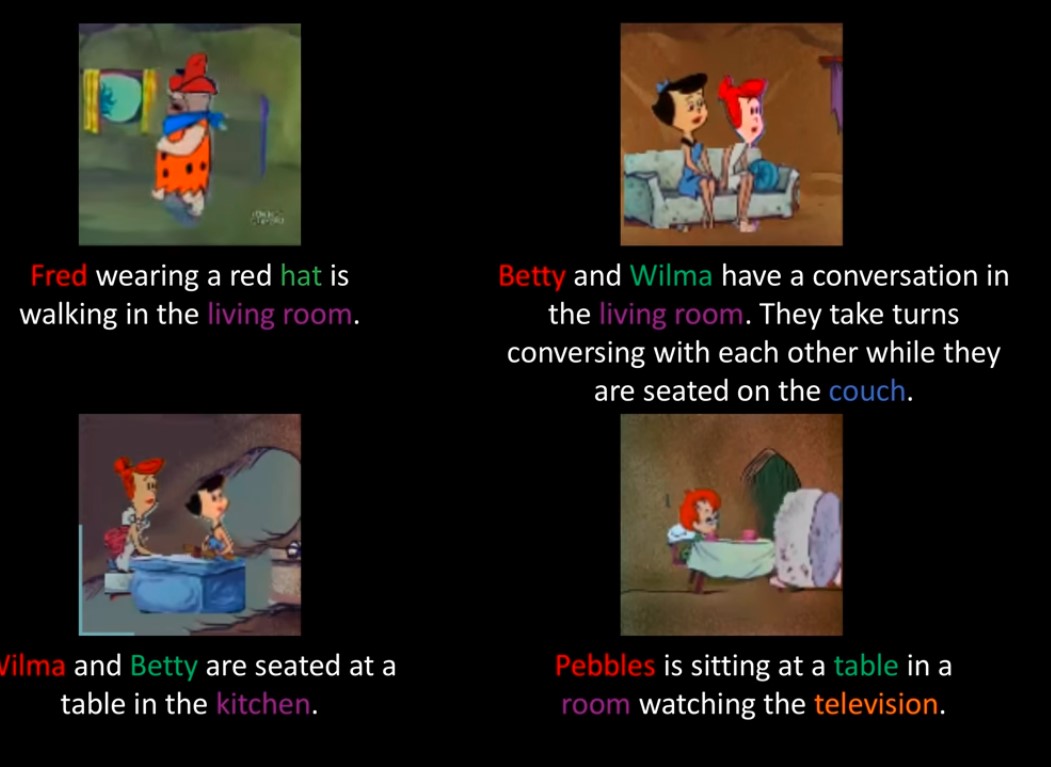 Fred wearing a red hat is
walking in the living room.
Betty and Wilma have a conversation in
the living room. They take turns
conversing with each other while they
are seated on the couch.
Wilma and Betty are seated at a
table in the kitchen.
Pebbles is sitting at a table in a
room watching the television.